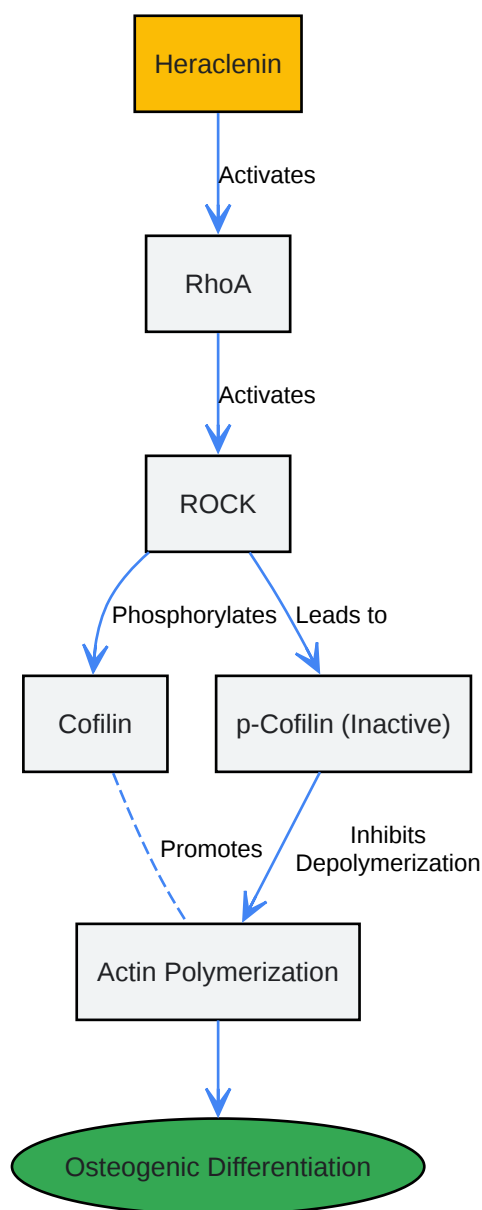 Heraclenin
Activates
RhoA
Activates
ROCK
Phosphorylates
Leads to
Cofilin
p-Cofilin (Inactive)
Promotes
Inhibits
Depolymerization
Actin Polymerization
Osteogenic Differentiation